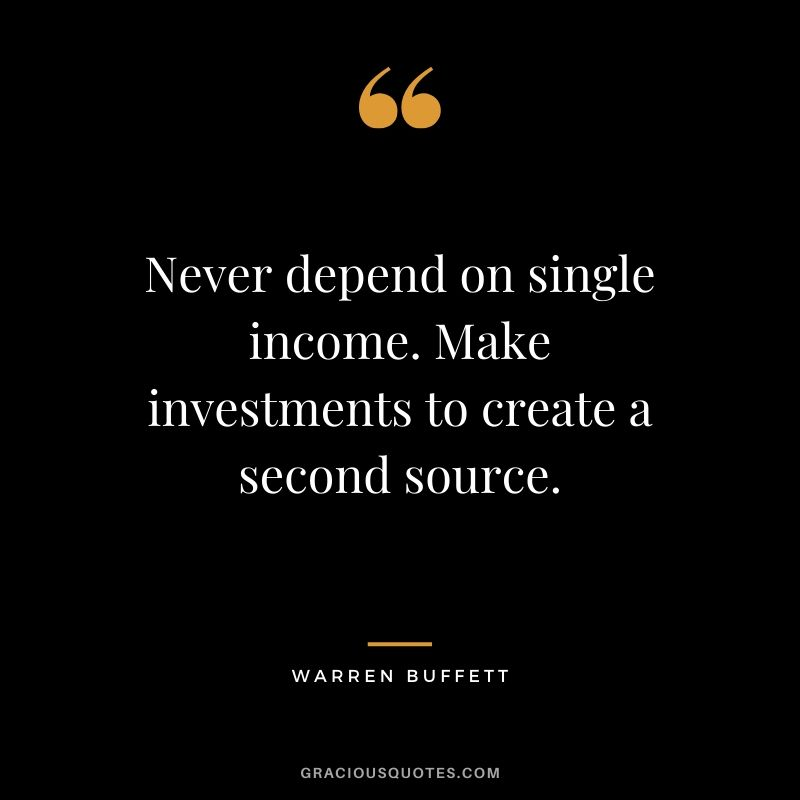 “
Never depend on single
income. Make
investments to create a
second source.
WARREN BUFFETT
GRACIOUSQUOTES.COM